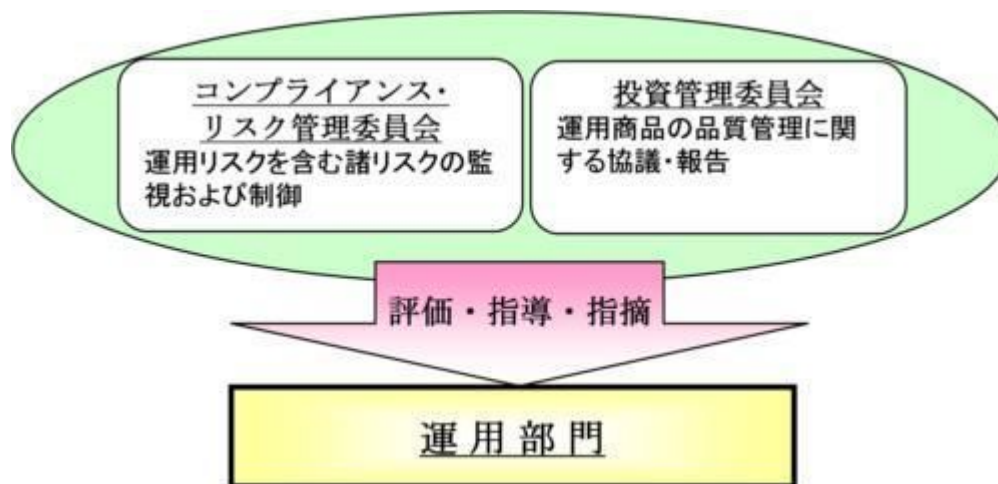 コンプライアンス・
リスク管理委員会
運用リスクを含む諸リスクの監
視および制御
投資管理委員会
運用商品の品質管理に関
する協議・報告
評価・指導・指摘
運用部門